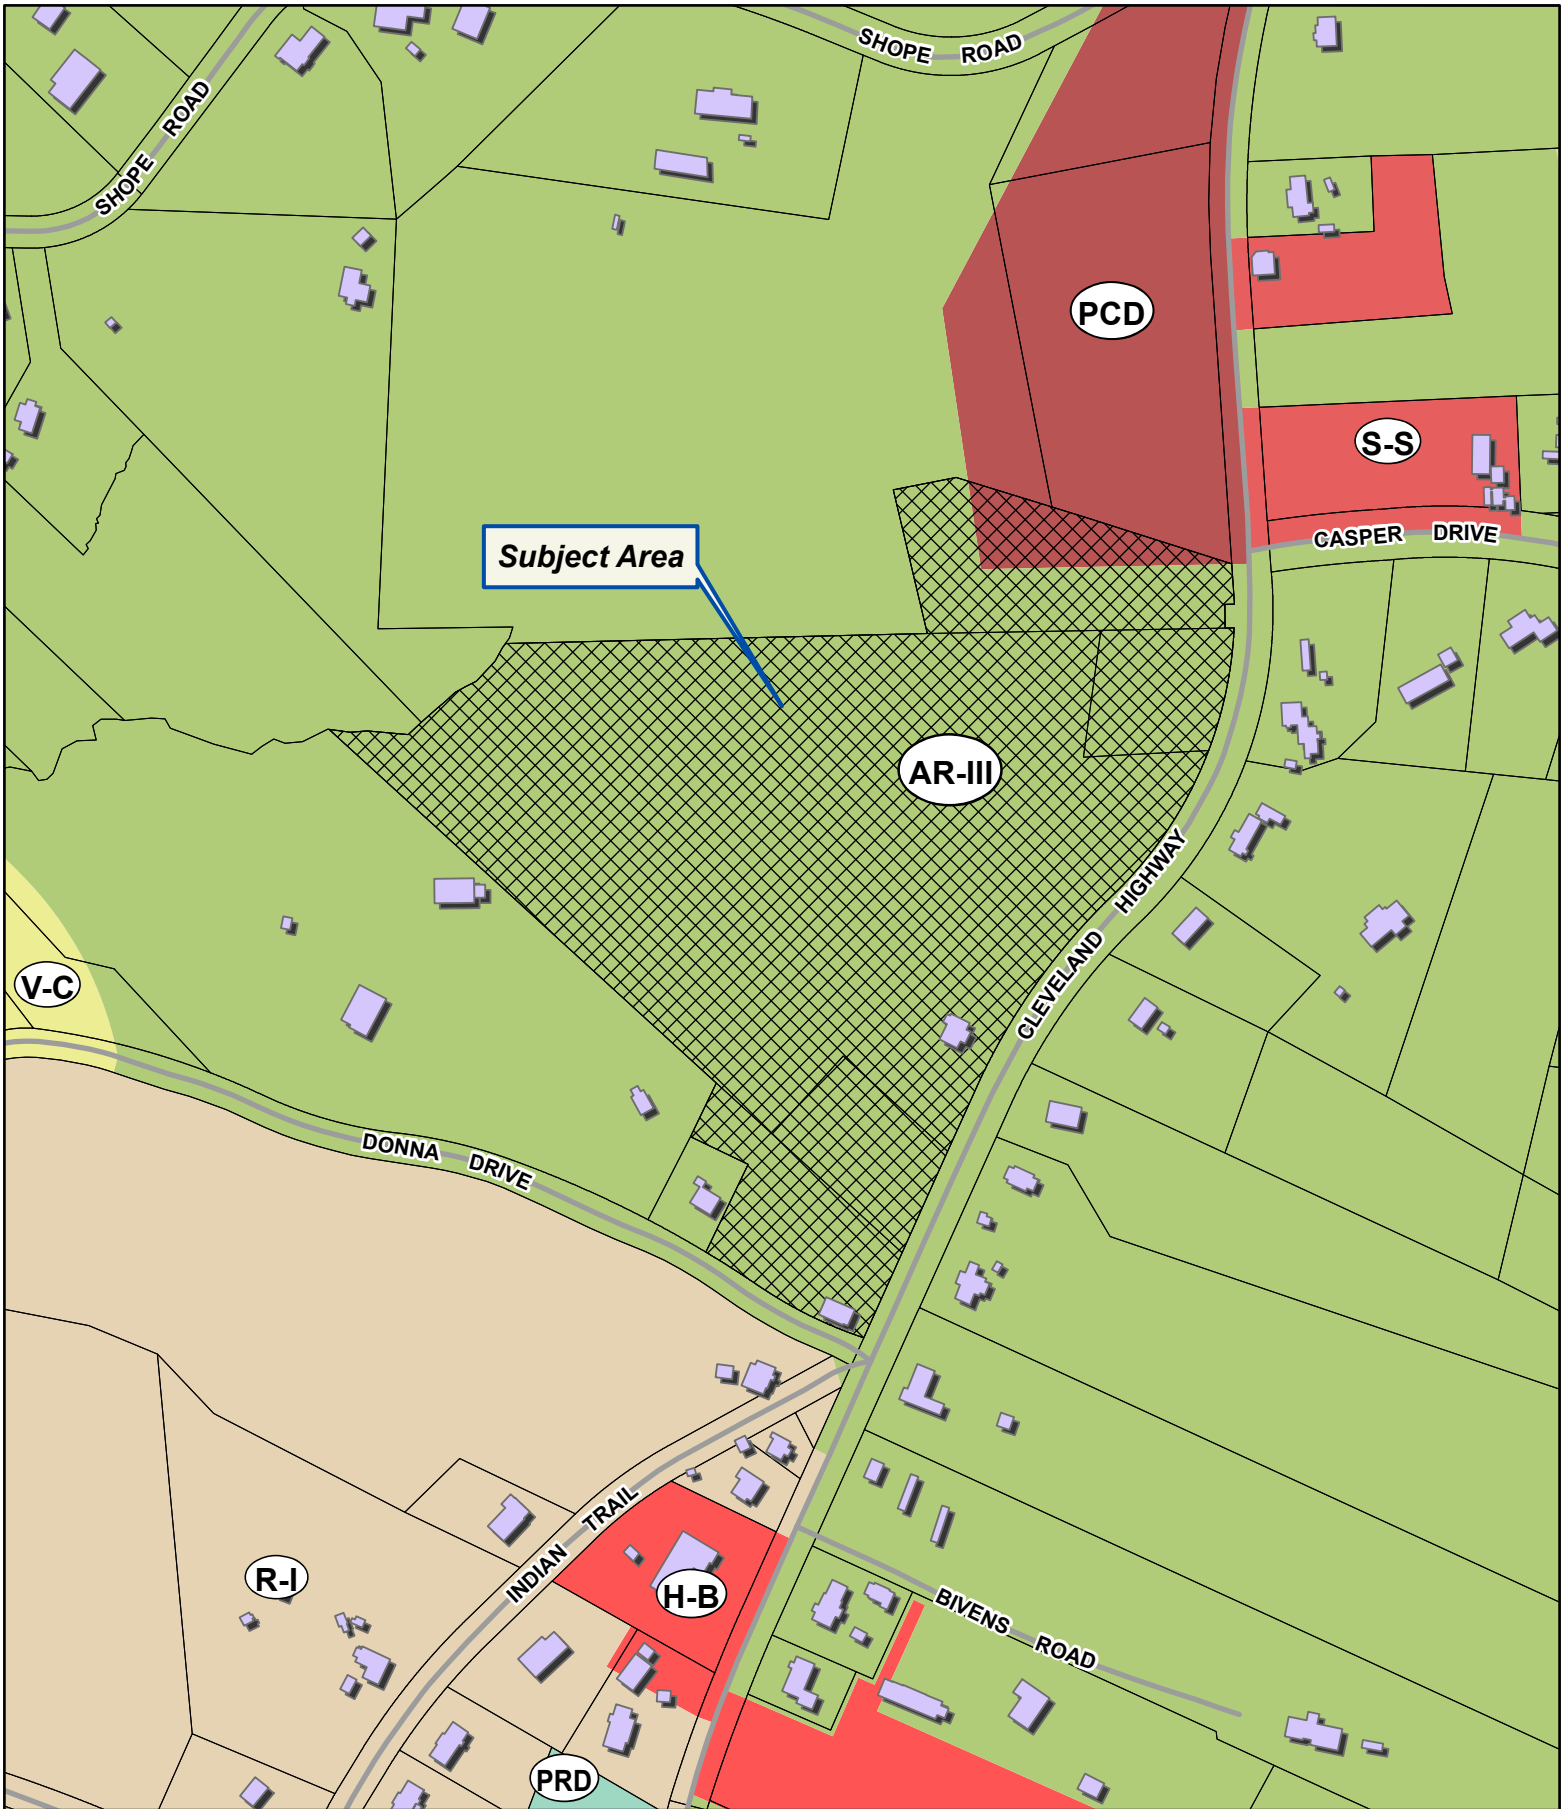 SHOPE ROAD
SHOPE ROAD
PCD
S-S
CASPER DRIVE
Subject Area
AR-III
CLEVELAND HIGHWAY
V-C
DONNA DRIVE
INDIAN TRAIL
R-I
H-B
BIVENS ROAD
PRD